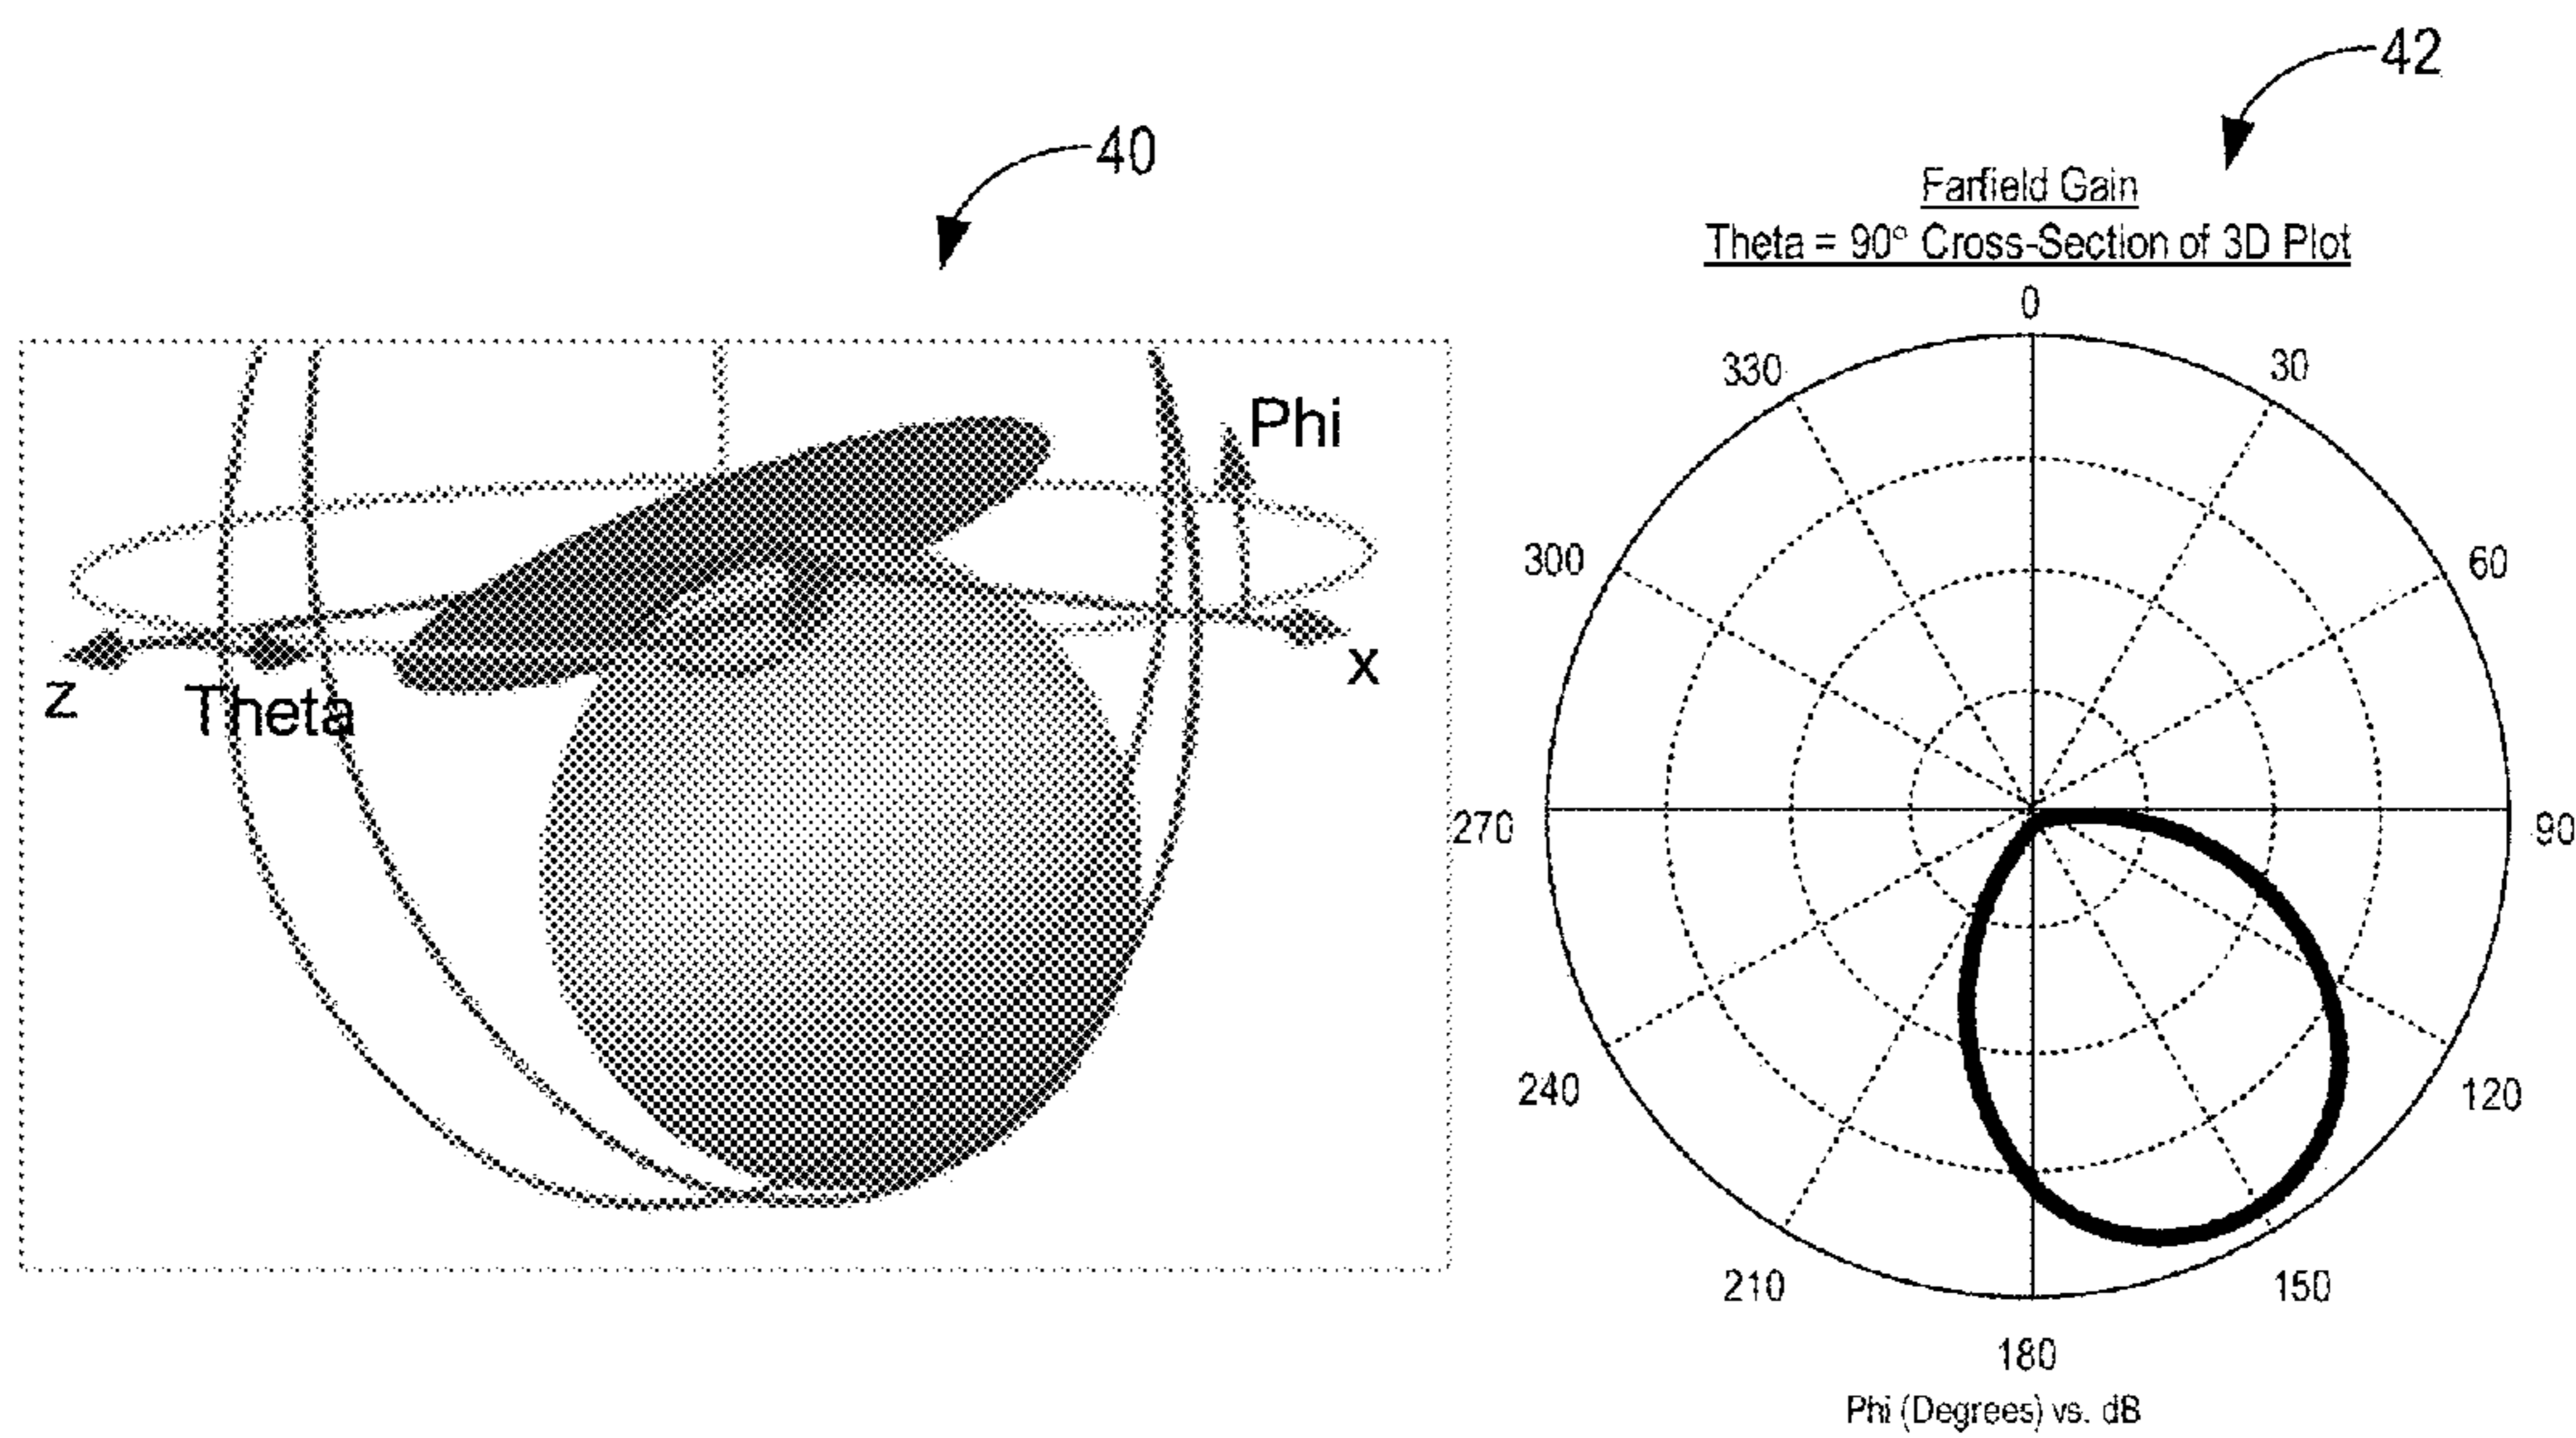 42
40
Farfield Gain
Theta = 90° Cross-Section of 3D Plot
0
330
30
Phi
300
60
x
z
Theta
270
90
240
120
210
150
180
Phi (Degrees) vs. dB